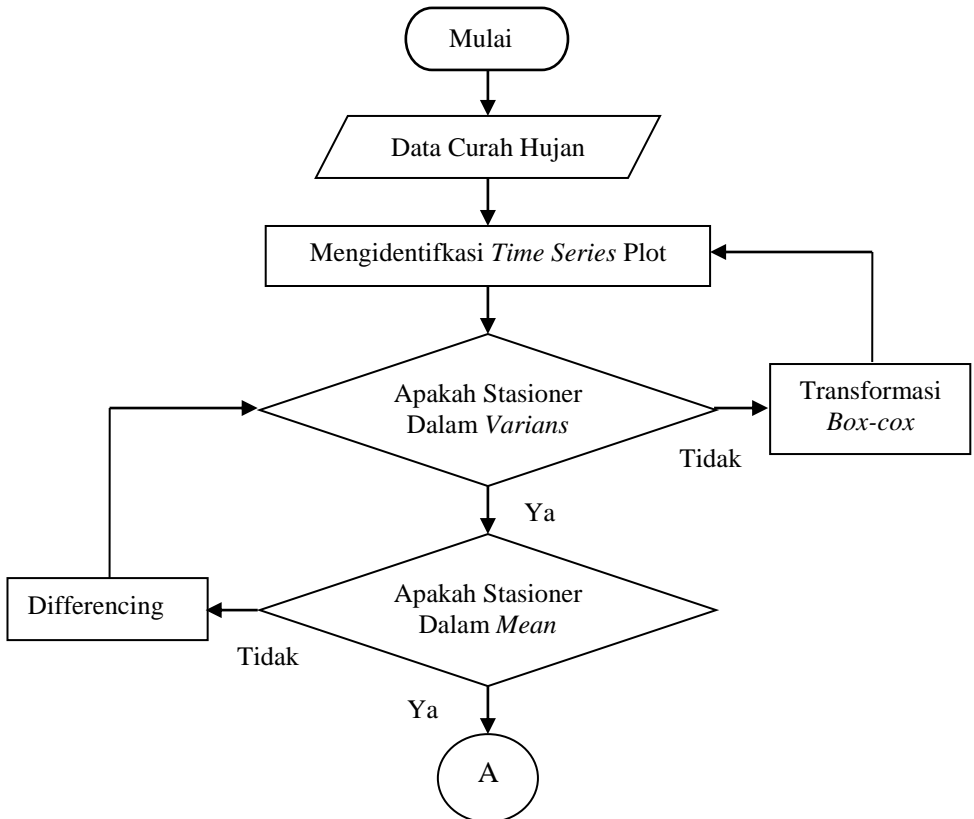 Mulai
Data Curah Hujan
Mengidentifkasi Time Series Plot
Apakah Stasioner
Dalam Varians
Transformasi
Box-cox
Tidak
Ya
Apakah Stasioner
Dalam Mean
Differencing
Tidak
Ya
A